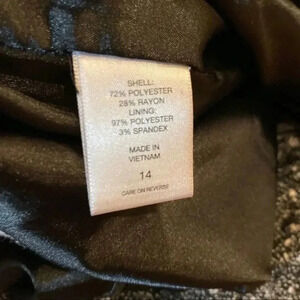 SHELL:
72% POLYESTER
28% RAYON
LINING:
97% POLYESTER
3% SPANDEX
MADE IN
VIETNAM
14
CARE ON REVERSE